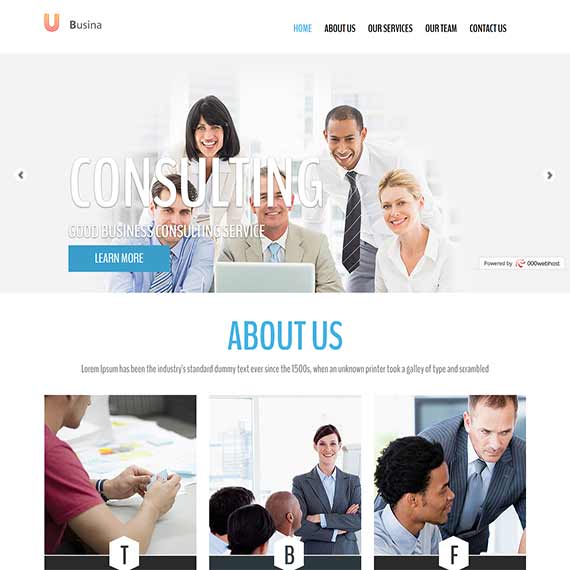 U Busina
HOME ABOUT US OUR SERVICES OUR TEAM CONTACT US
CONSULTING
GOOD BUSINESS CONSULTING SERVICE
LEARN MORE
Powered by 000webhost
ABOUT US
Lorem Ipsum has been the industry's standard dummy text ever since the 1500s, when an unknown printer took a galley of type and scrambled
T B F